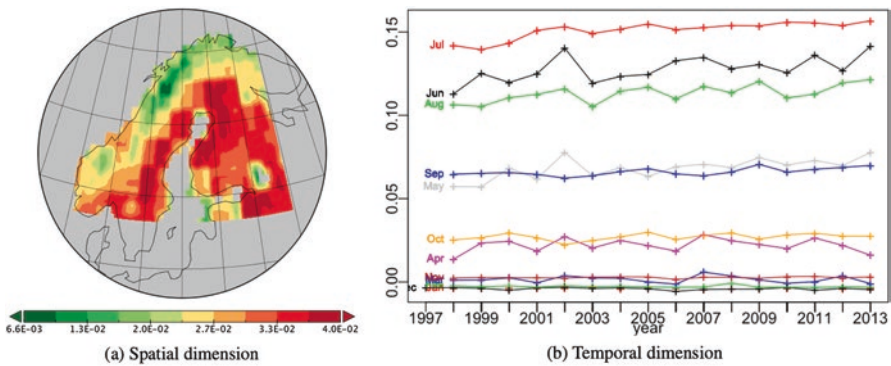 6.6E-03 1.3E-02 2.0E-02 2.7E-02 3.3E-02 4.0E-02
(a) Spatial dimension
0.15
0.10
0.05
0.00
Jul
Jun
Aug
Sep
May
Oct
Apr
Nov
1997 1999 2001 2003 2005 2007 2009 2011 2013
year
(b) Temporal dimension